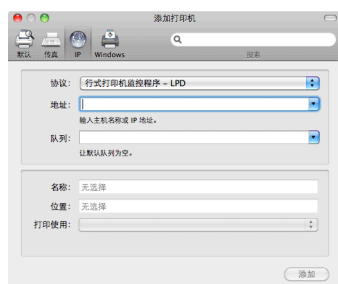 添加打印机
默认 传真 IP Windows 搜索
协议: 行式打印机监控程序 - LPD
地址:
输入主机名称或 IP 地址。
队列:
让默认队列为空。
名称: 无选择
位置: 无选择
打印使用:
添加